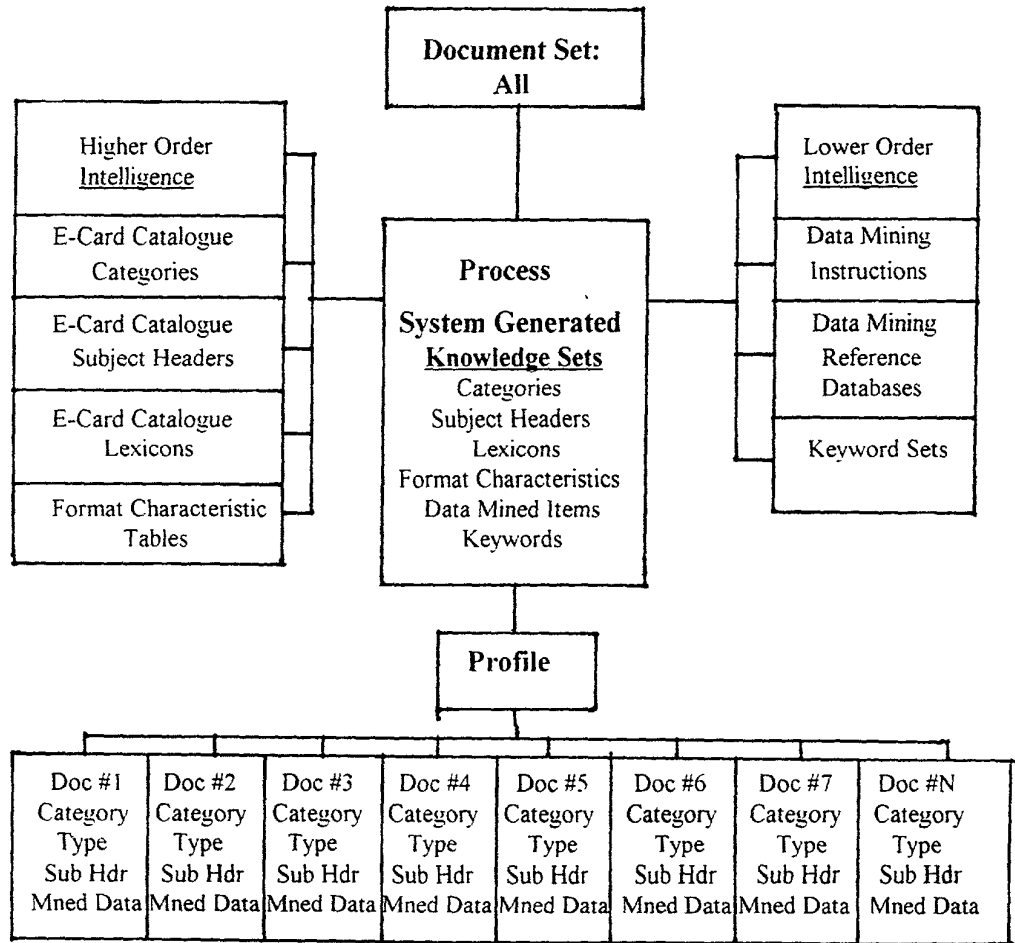 Document Set:
All
Higher Order
Intelligence
E-Card Catalogue
Categories
E-Card Catalogue
Subject Headers
E-Card Catalogue
Lexicons
Format Characteristic
Tables
Process
System Generated
Knowledge Sets
Categories
Subject Headers
Lexicons
Format Characteristics
Data Mined Items
Keywords
Lower Order
Intelligence
Data Mining
Instructions
Data Mining
Reference
Databases
Keyword Sets
Profile
Doc #1
Category
Type
Sub Hdr
Mned Data
Doc #2
Category
Type
Sub Hdr
Mned Data
Doc #3
Category
Type
Sub Hdr
Mned Data
Doc #4
Category
Type
Sub Hdr
Mned Data
Doc #5
Category
Type
Sub Hdr
Mned Data
Doc #6
Category
Type
Sub Hdr
Mned Data
Doc #7
Category
Type
Sub Hdr
Mned Data
Doc #N
Category
Type
Sub Hdr
Mned Data